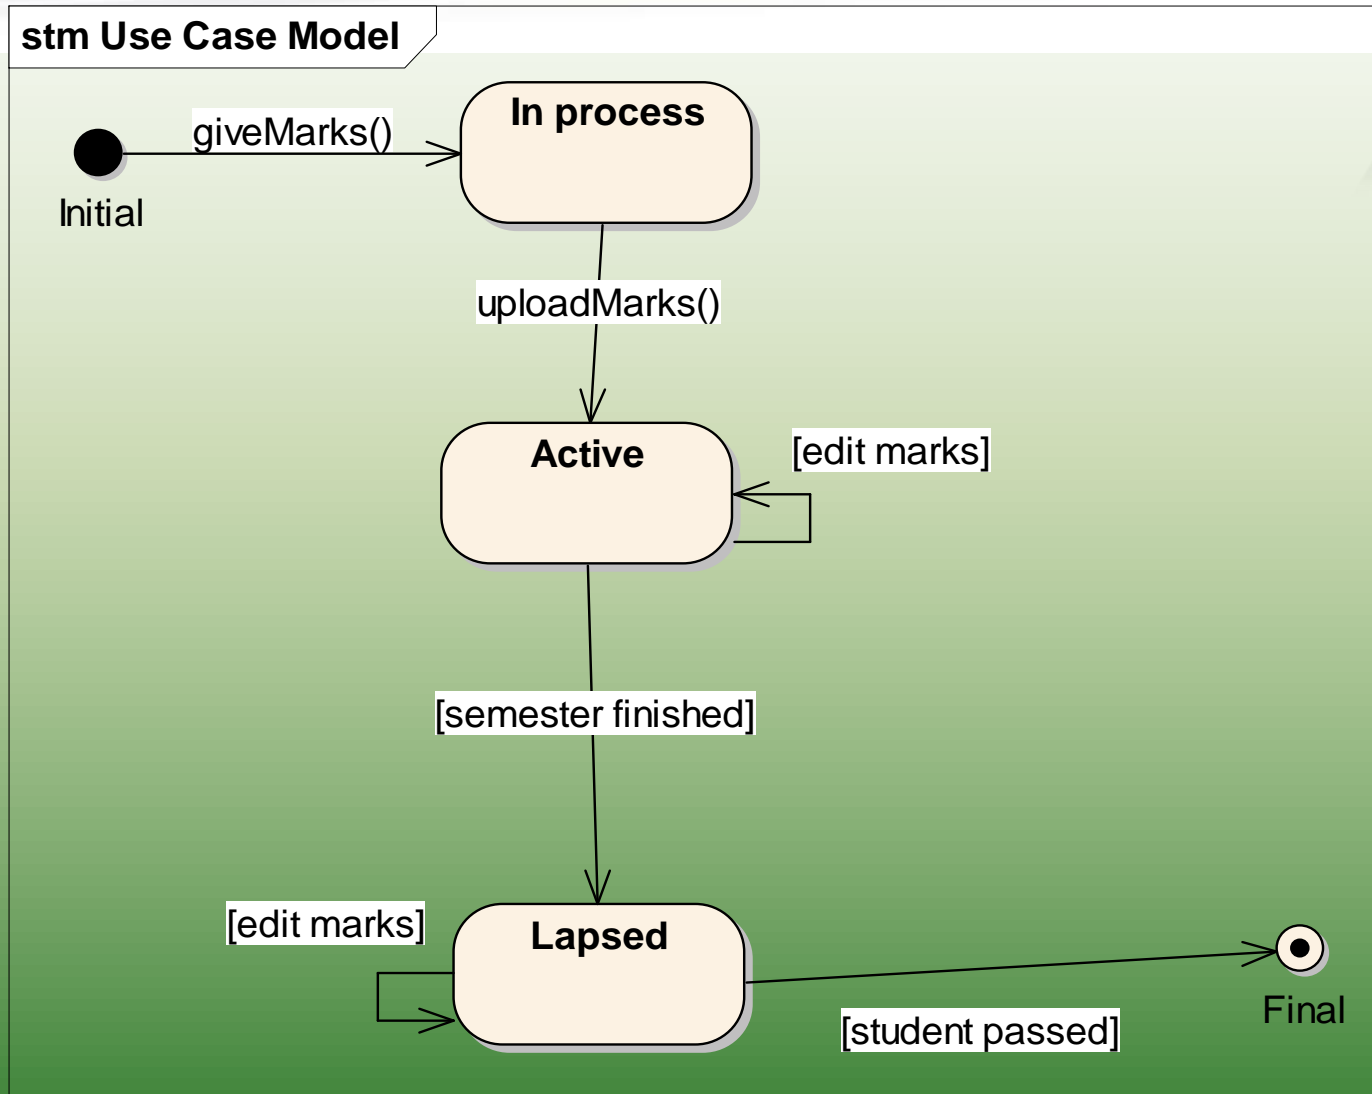 stm Use Case Model
In process
giveMarks()
Initial
uploadMarks()
Active
[edit marks]
[semester finished]
[edit marks]
Lapsed
Final
[student passed]